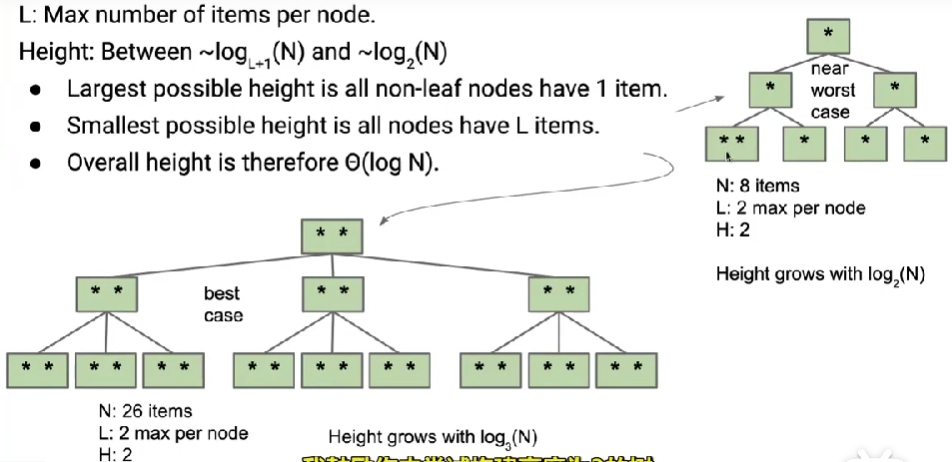 L: Max number of items per node.
Height: Between ~log_{L+1}(N) and ~log_2(N)
● Largest possible height is all non-leaf nodes have 1 item.
● Smallest possible height is all nodes have L items.
● Overall height is therefore Θ(log N).
*
near
worst
case
* *
* * * * *
N: 8 items
L: 2 max per node
H: 2
Height grows with log_2(N)
* *
* * * * * *
best
case
* * * * * * * * * * * * * * * * * *
N: 26 items
L: 2 max per node
H: 2
Height grows with log_3(N)